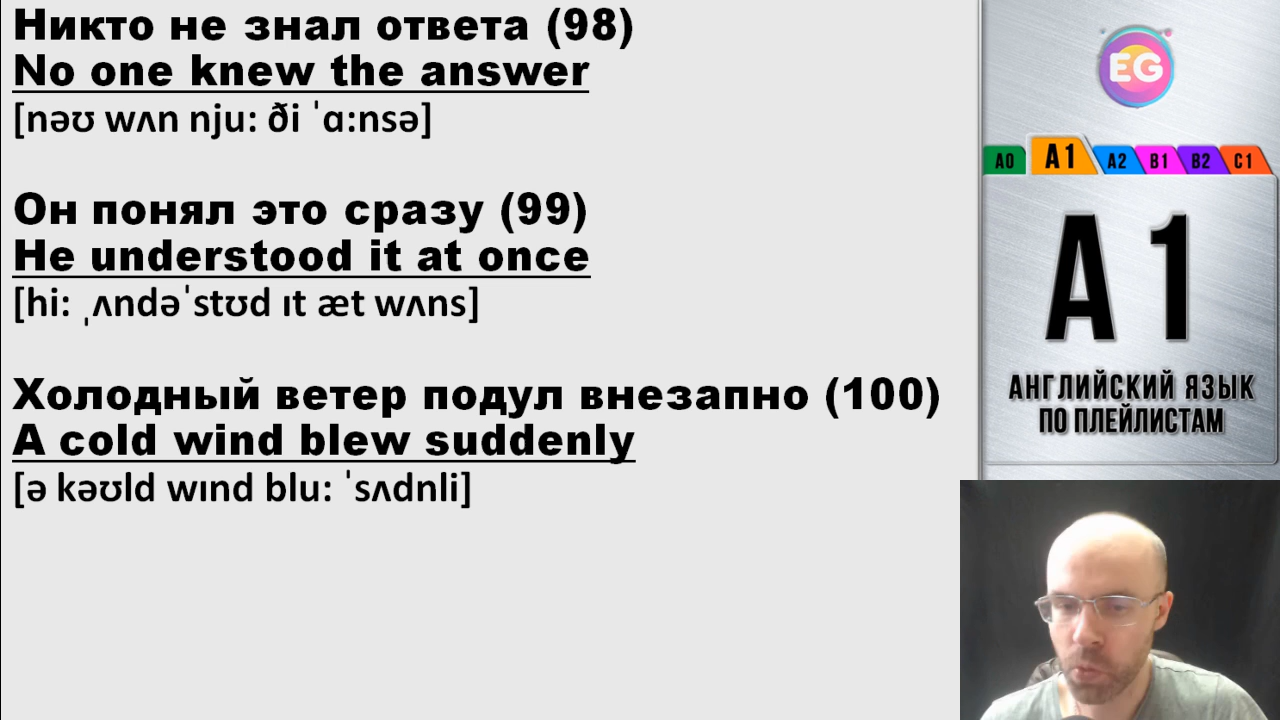 Никто не знал ответа (98)
No one knew the answer
[nəʊ wʌn nju: ði ˈɑ:nsə]
Он понял это сразу (99)
He understood it at once
[hi: ˌʌndəˈstʊd ɪt æt wʌns]
Холодный ветер подул внезапно (100)
A cold wind blew suddenly
[ə kəʊld wɪnd blu: ˈsʌdnli]
EG
A0 A1 A2 B1 B2 C1
A1
АНГЛИЙСКИЙ ЯЗЫК
ПО ПЛЕЙЛИСТАМ